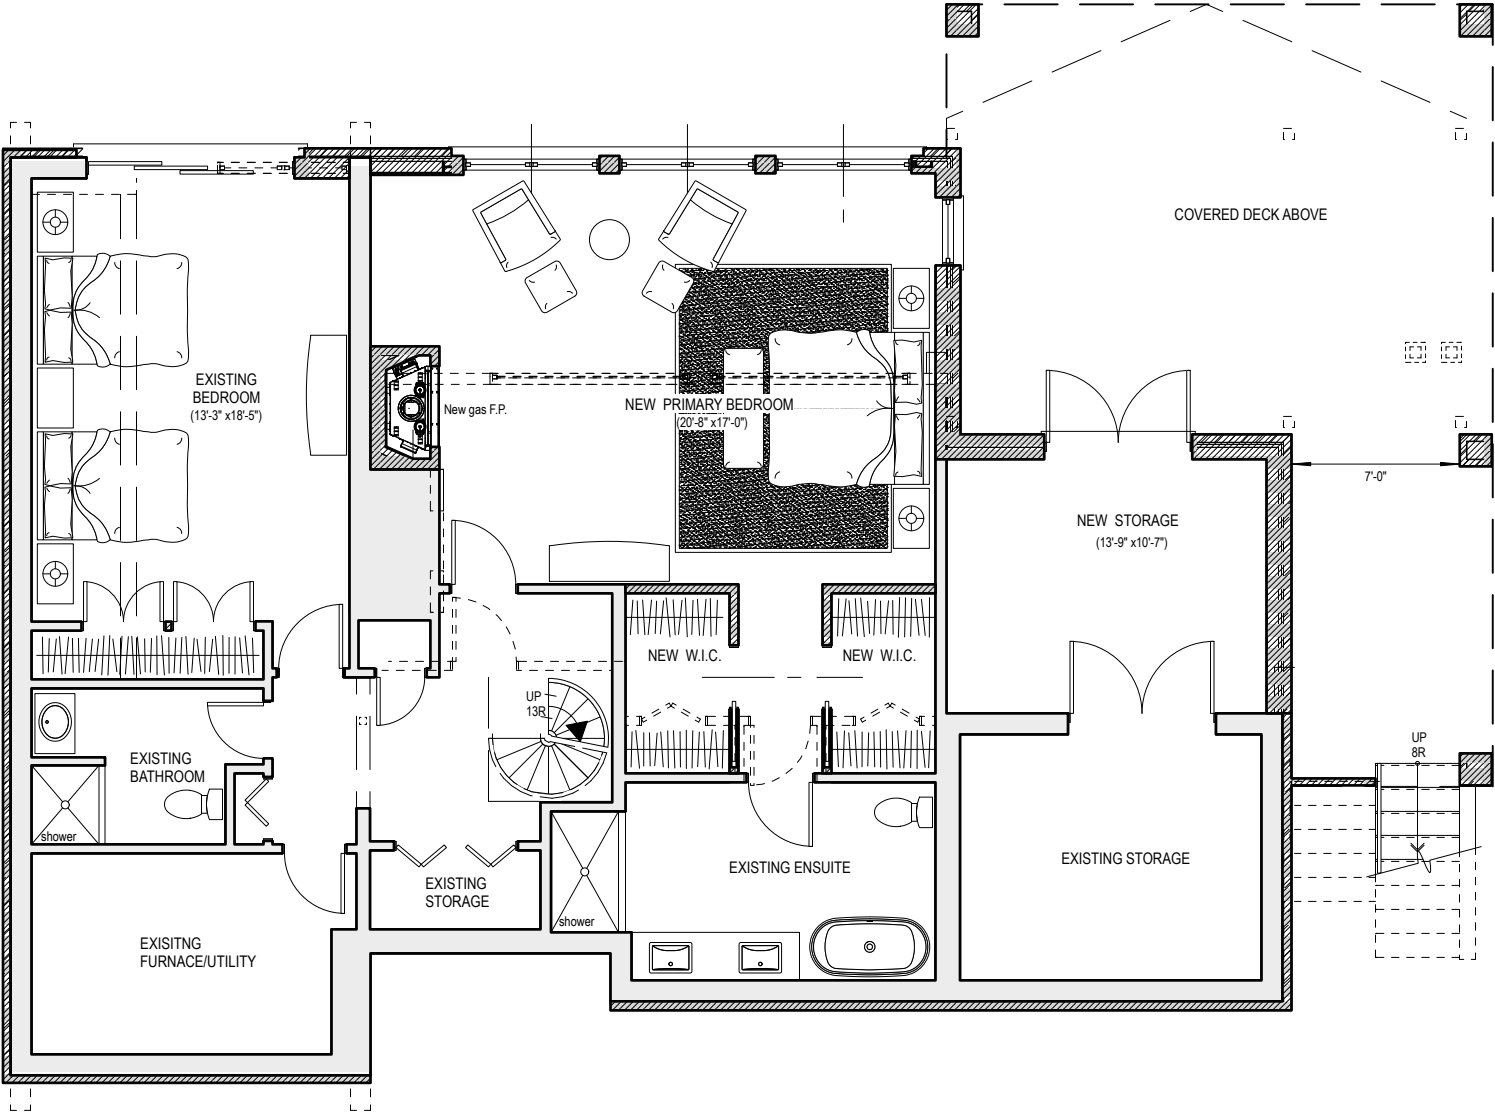 COVERED DECK ABOVE
EXISTING
BEDROOM
(13'-3" x18'-5")
New gas F.P.
NEW PRIMARY BEDROOM
(20'-8" x17'-0")
7'-0"
NEW STORAGE
(13'-9" x10'-7")
NEW W.I.C.
NEW W.I.C.
UP
13R
UP
8R
EXISTING
BATHROOM
shower
EXISTING STORAGE
EXISTING ENSUITE
EXISTING
STORAGE
shower
EXISITNG
FURNACE/UTILITY